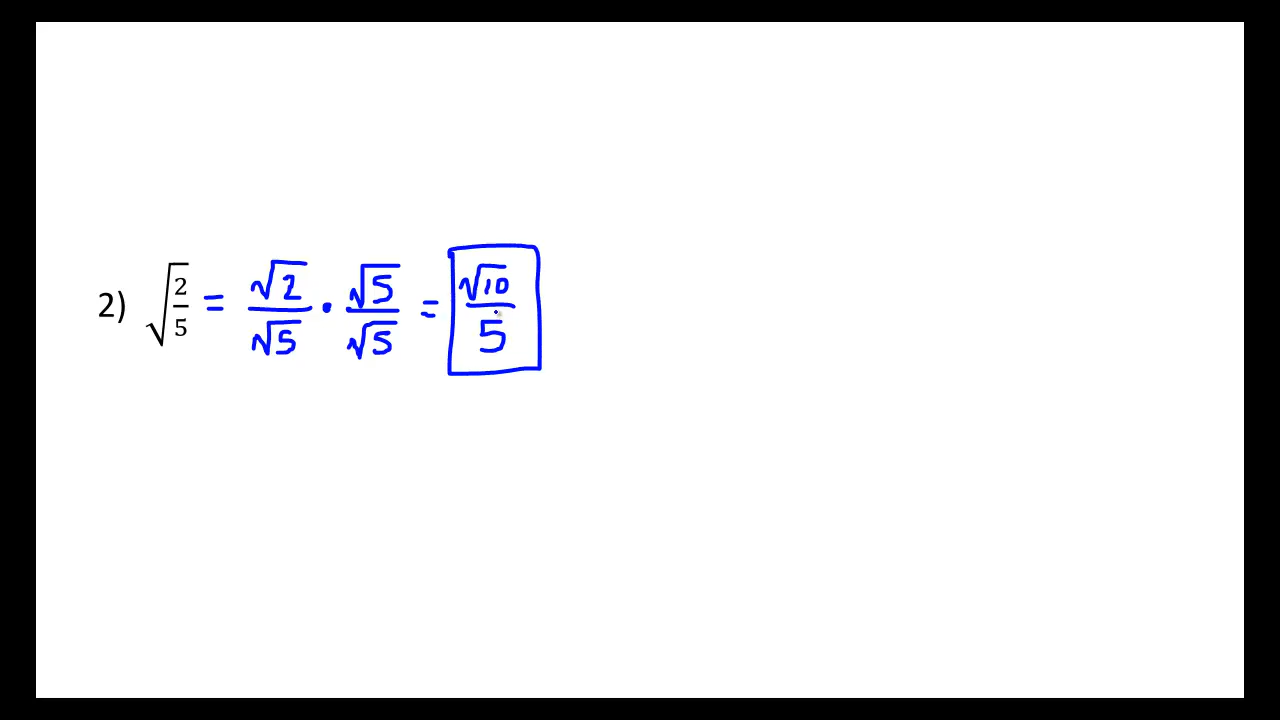 2) √(2/5) = √2/√5 · √5/√5 = √10/5